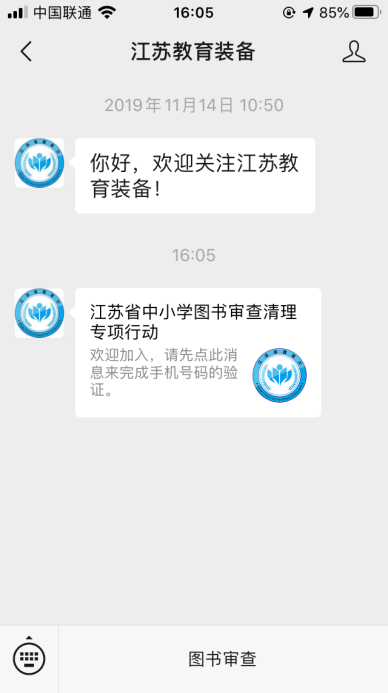 中国联通
16:05
85%
江苏教育装备
2019年11月14日 10:50
你好，欢迎关注江苏教
育装备！
16:05
江苏省中小学图书审查清理
专项行动
欢迎加入，请先点此消
息来完成手机号码的验
证。
图书审查